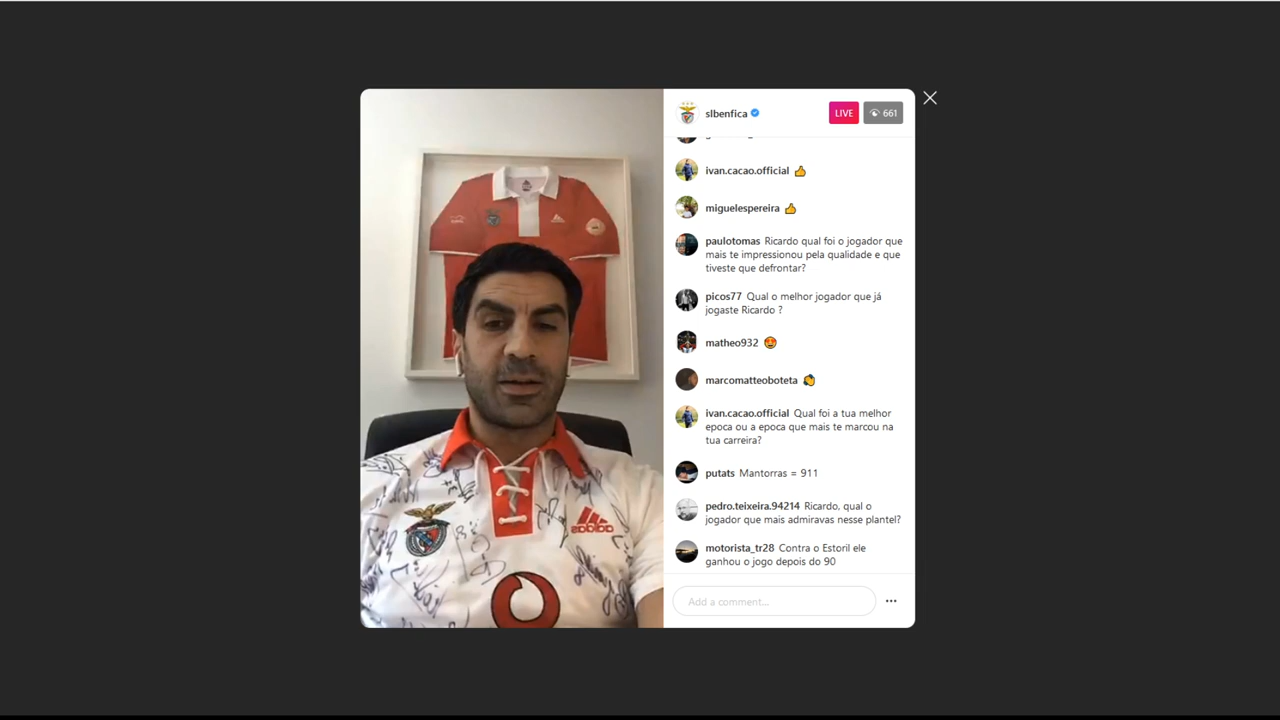 slbenfica
LIVE
661
ivan.cacao.official
miguelespereira
paulotomas Ricardo qual foi o jogador que
mais te impressionou pela qualidade e que
tiveste que defrontar?
picos77 Qual o melhor jogador que já
jogaste Ricardo ?
matheo932
marcomatteoboteta
ivan.cacao.official Qual foi a tua melhor
epoca ou a epoca que mais te marcou na
tua carreira?
putats Mantorras = 911
pedro.teixeira.94214 Ricardo, qual o
jogador que mais admiravas nesse plantel?
motorista_tr28 Contra o Estoril ele
ganhou o jogo depois do 90
Add a comment...
adidas